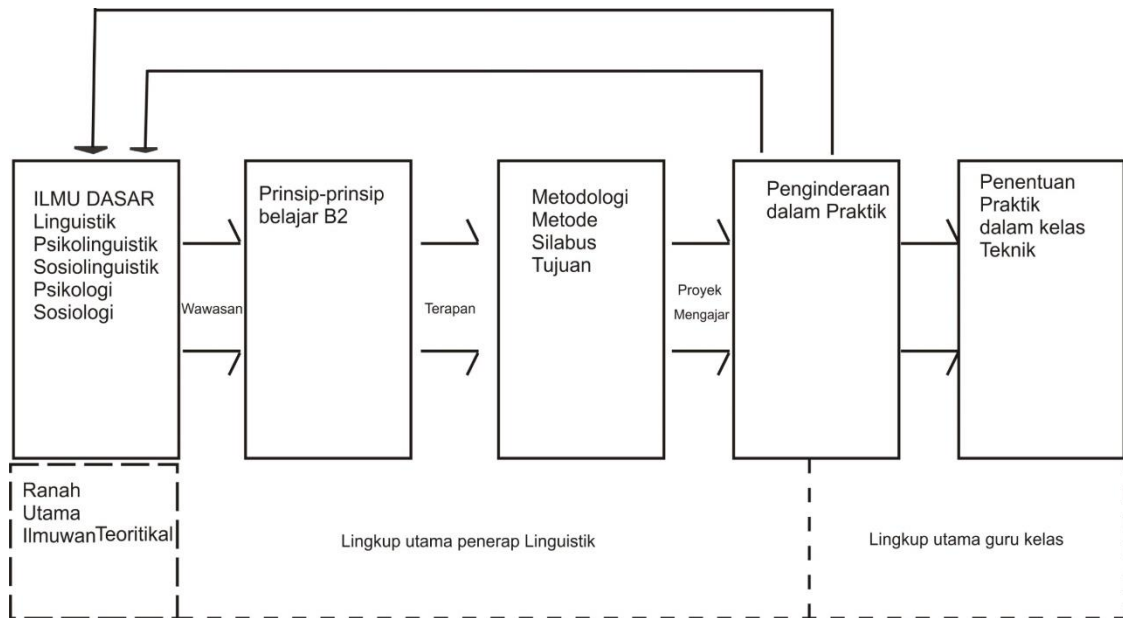 ILMU DASAR
Linguistik
Psikolinguistik
Sosiolinguistik
Psikologi
Sosiologi
Wawasan
Prinsip-prinsip
belajar B2
Terapan
Metodologi
Metode
Silabus
Tujuan
Proyek
Mengajar
Penginderaan
dalam Praktik
Penentuan
Praktik
dalam kelas
Teknik
Ranah
Utama
IlmuwanTeoritikal
Lingkup utama penerap Linguistik
Lingkup utama guru kelas